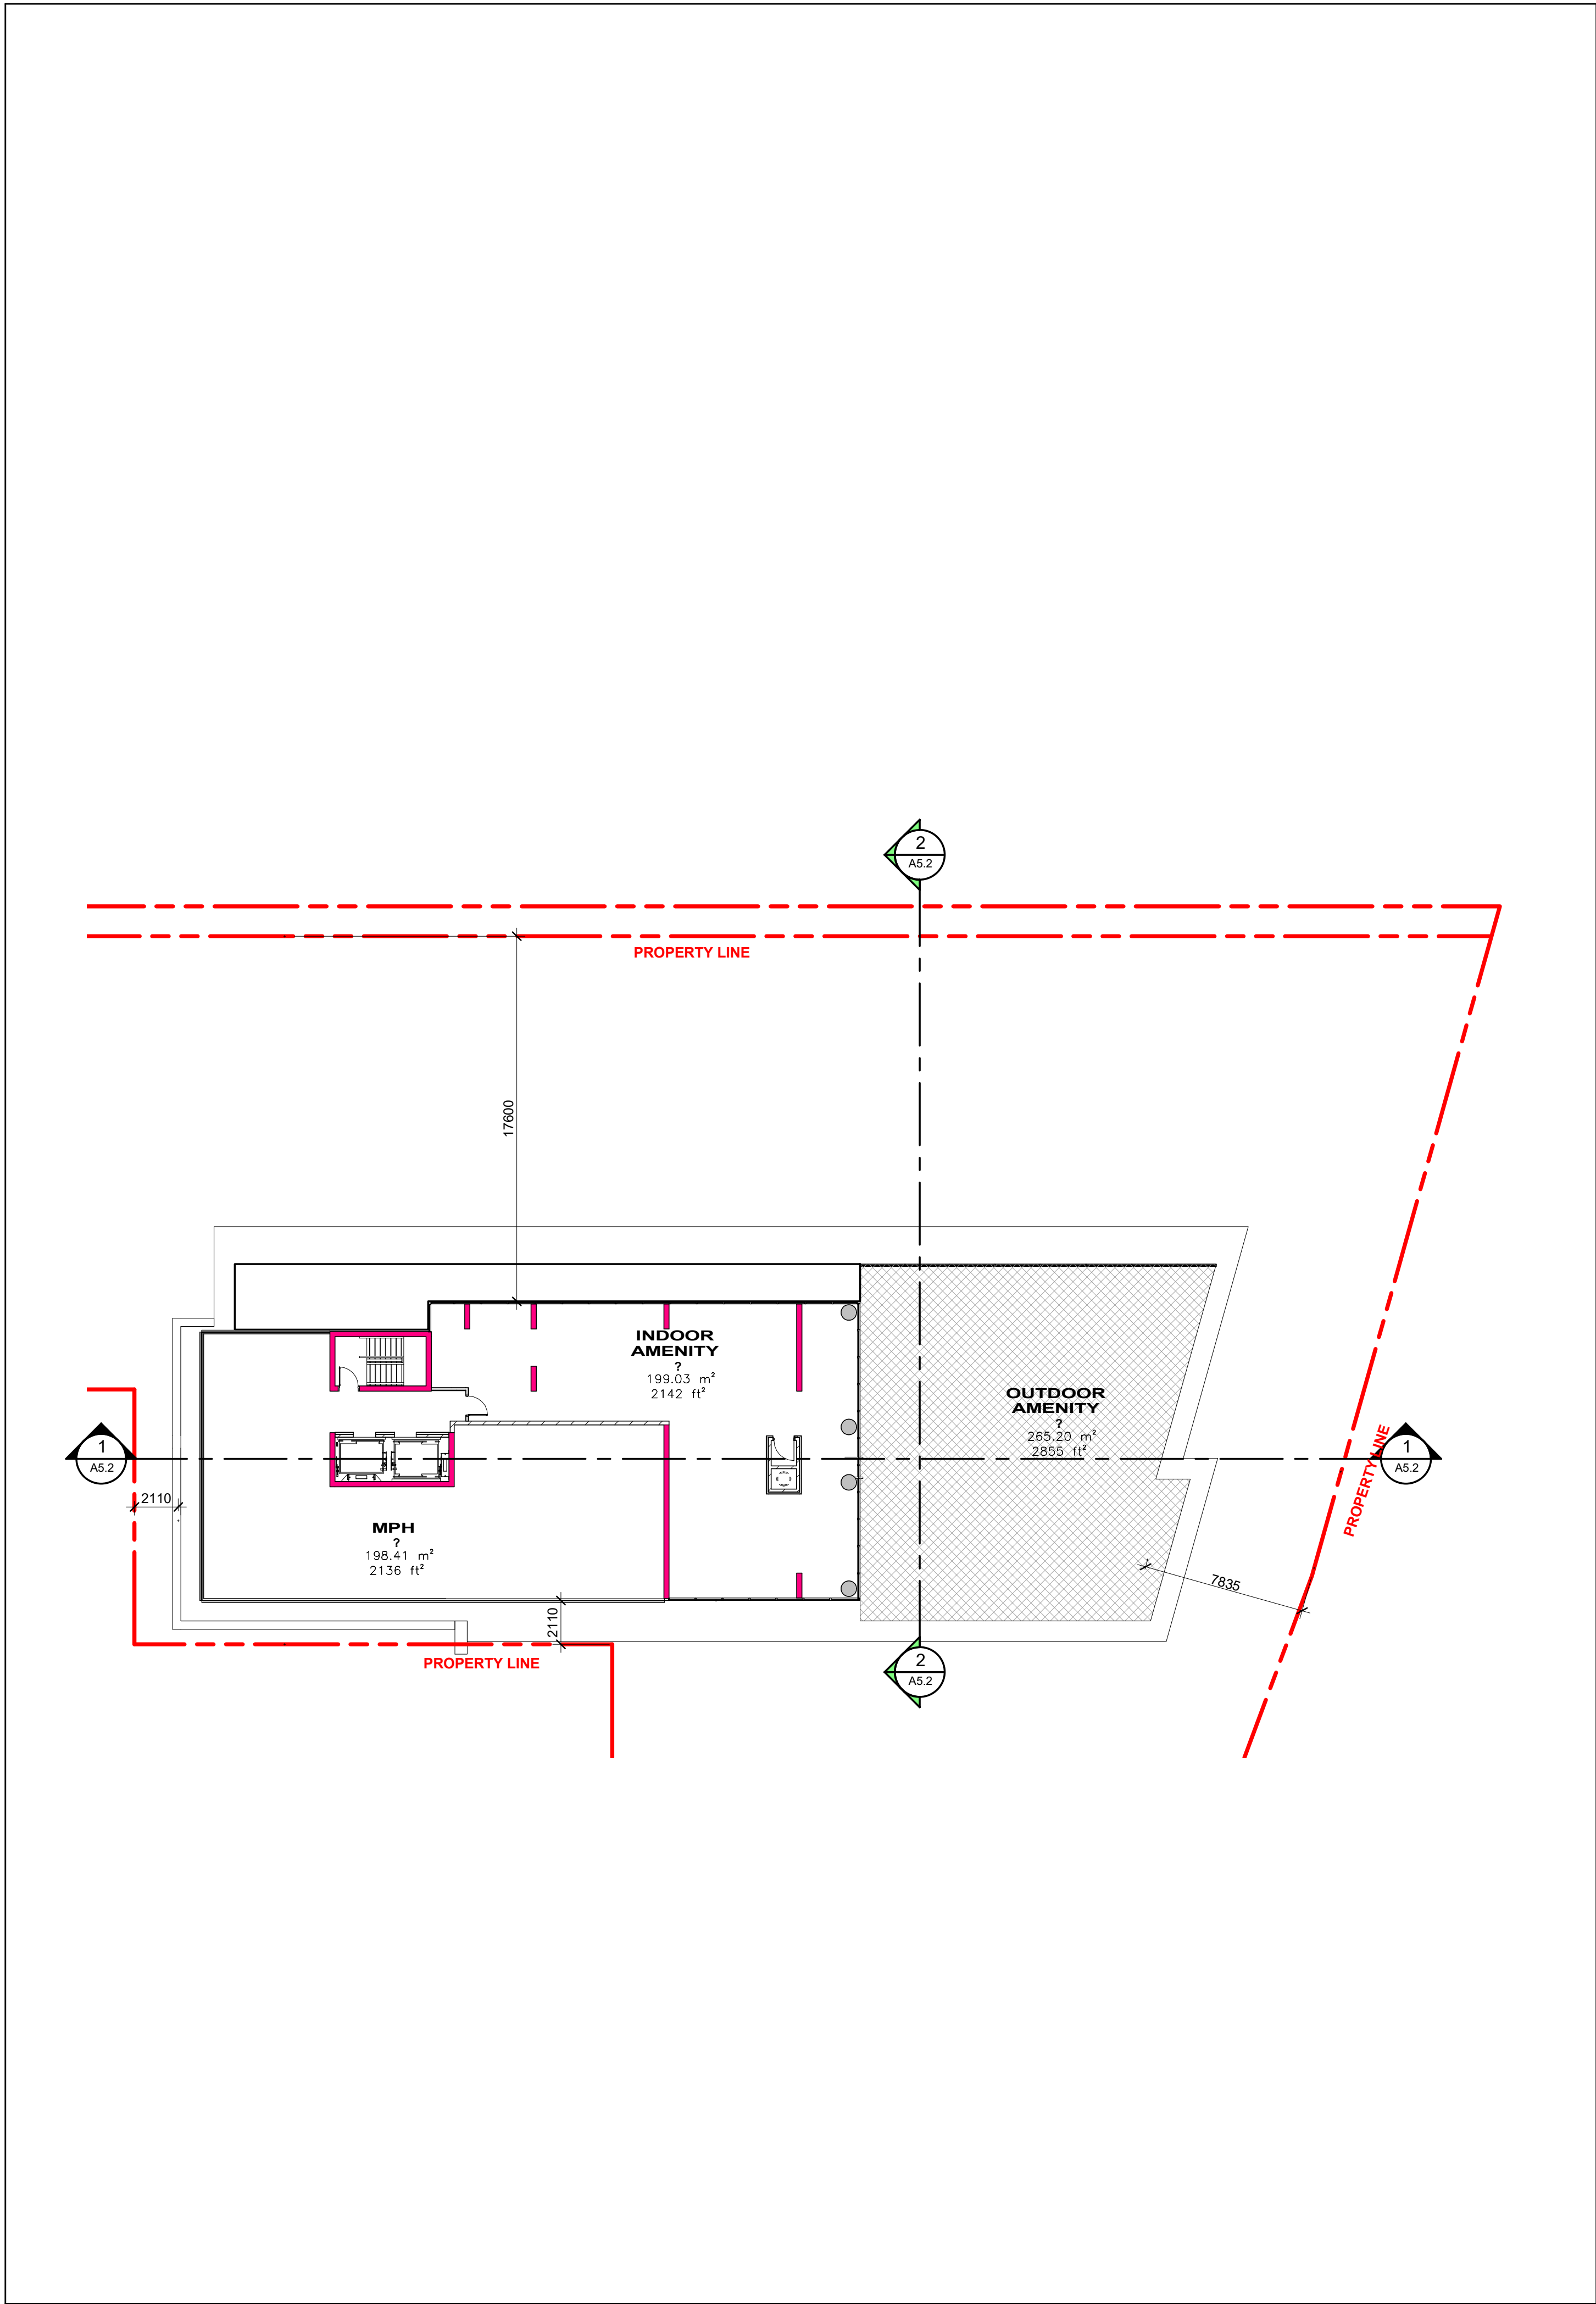 2
A5.2
PROPERTY LINE
17600
INDOOR
AMENITY
?
199.03 m²
2142 ft²
OUTDOOR
AMENITY
?
265.20 m²
2855 ft²
PROPERTY LINE
1
A5.2
1
A5.2
2110
MPH
?
198.41 m²
2136 ft²
7835
2110
PROPERTY LINE
2
A5.2